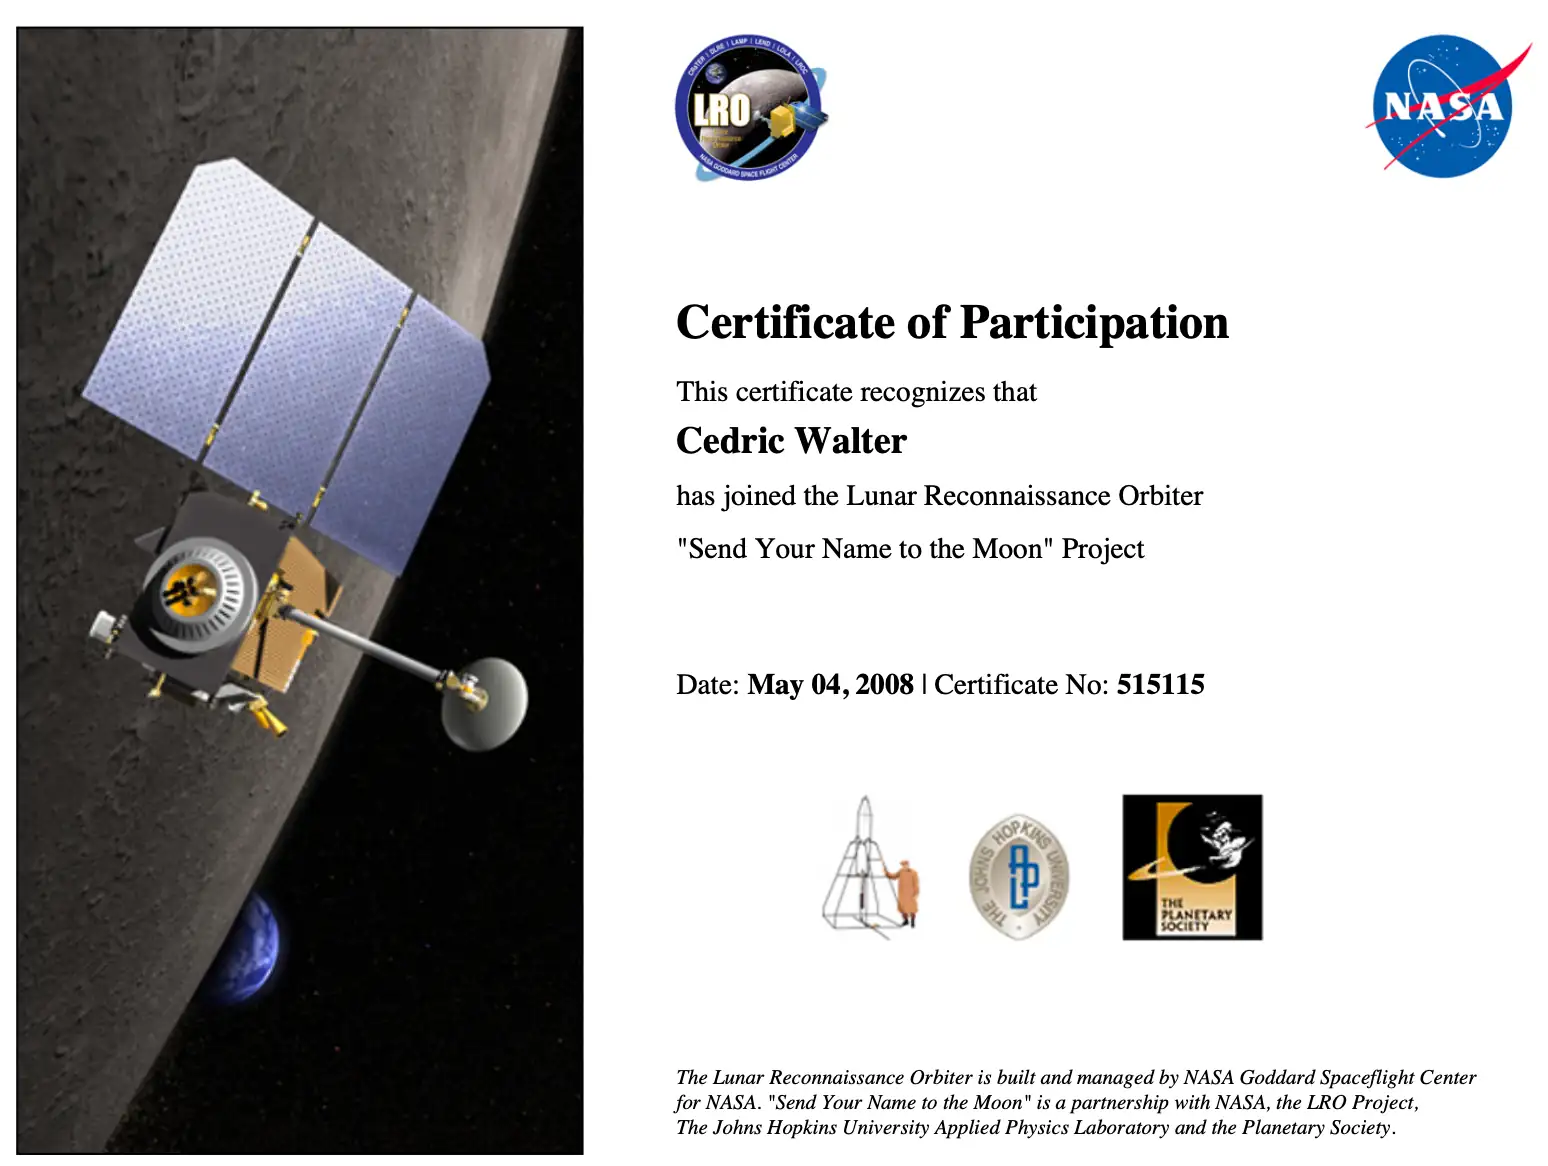 CRaTER | DLRE | LAMP | LEND | LOLA | LROC
LRO
NASA GODDARD SPACE FLIGHT CENTER
NASA
Certificate of Participation
This certificate recognizes that
Cedric Walter
has joined the Lunar Reconnaissance Orbiter
"Send Your Name to the Moon" Project
Date: May 04, 2008 | Certificate No: 515115
THE JOHNS HOPKINS UNIVERSITY
APL
THE
PLANETARY
SOCIETY
The Lunar Reconnaissance Orbiter is built and managed by NASA Goddard Spaceflight Center
for NASA. "Send Your Name to the Moon" is a partnership with NASA, the LRO Project,
The Johns Hopkins University Applied Physics Laboratory and the Planetary Society.